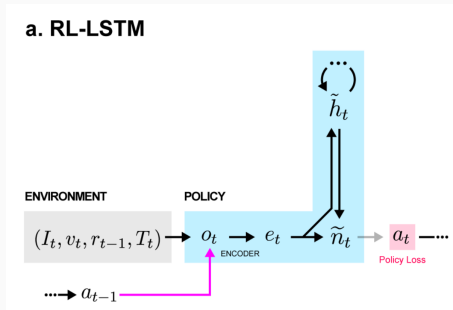 a. RL-LSTM
...
h̃_t
ENVIRONMENT POLICY
(I_t, v_t, r_{t−1}, T_t) o_t e_t ñ_t a_t ...
ENCODER
Policy Loss
... a_{t−1}